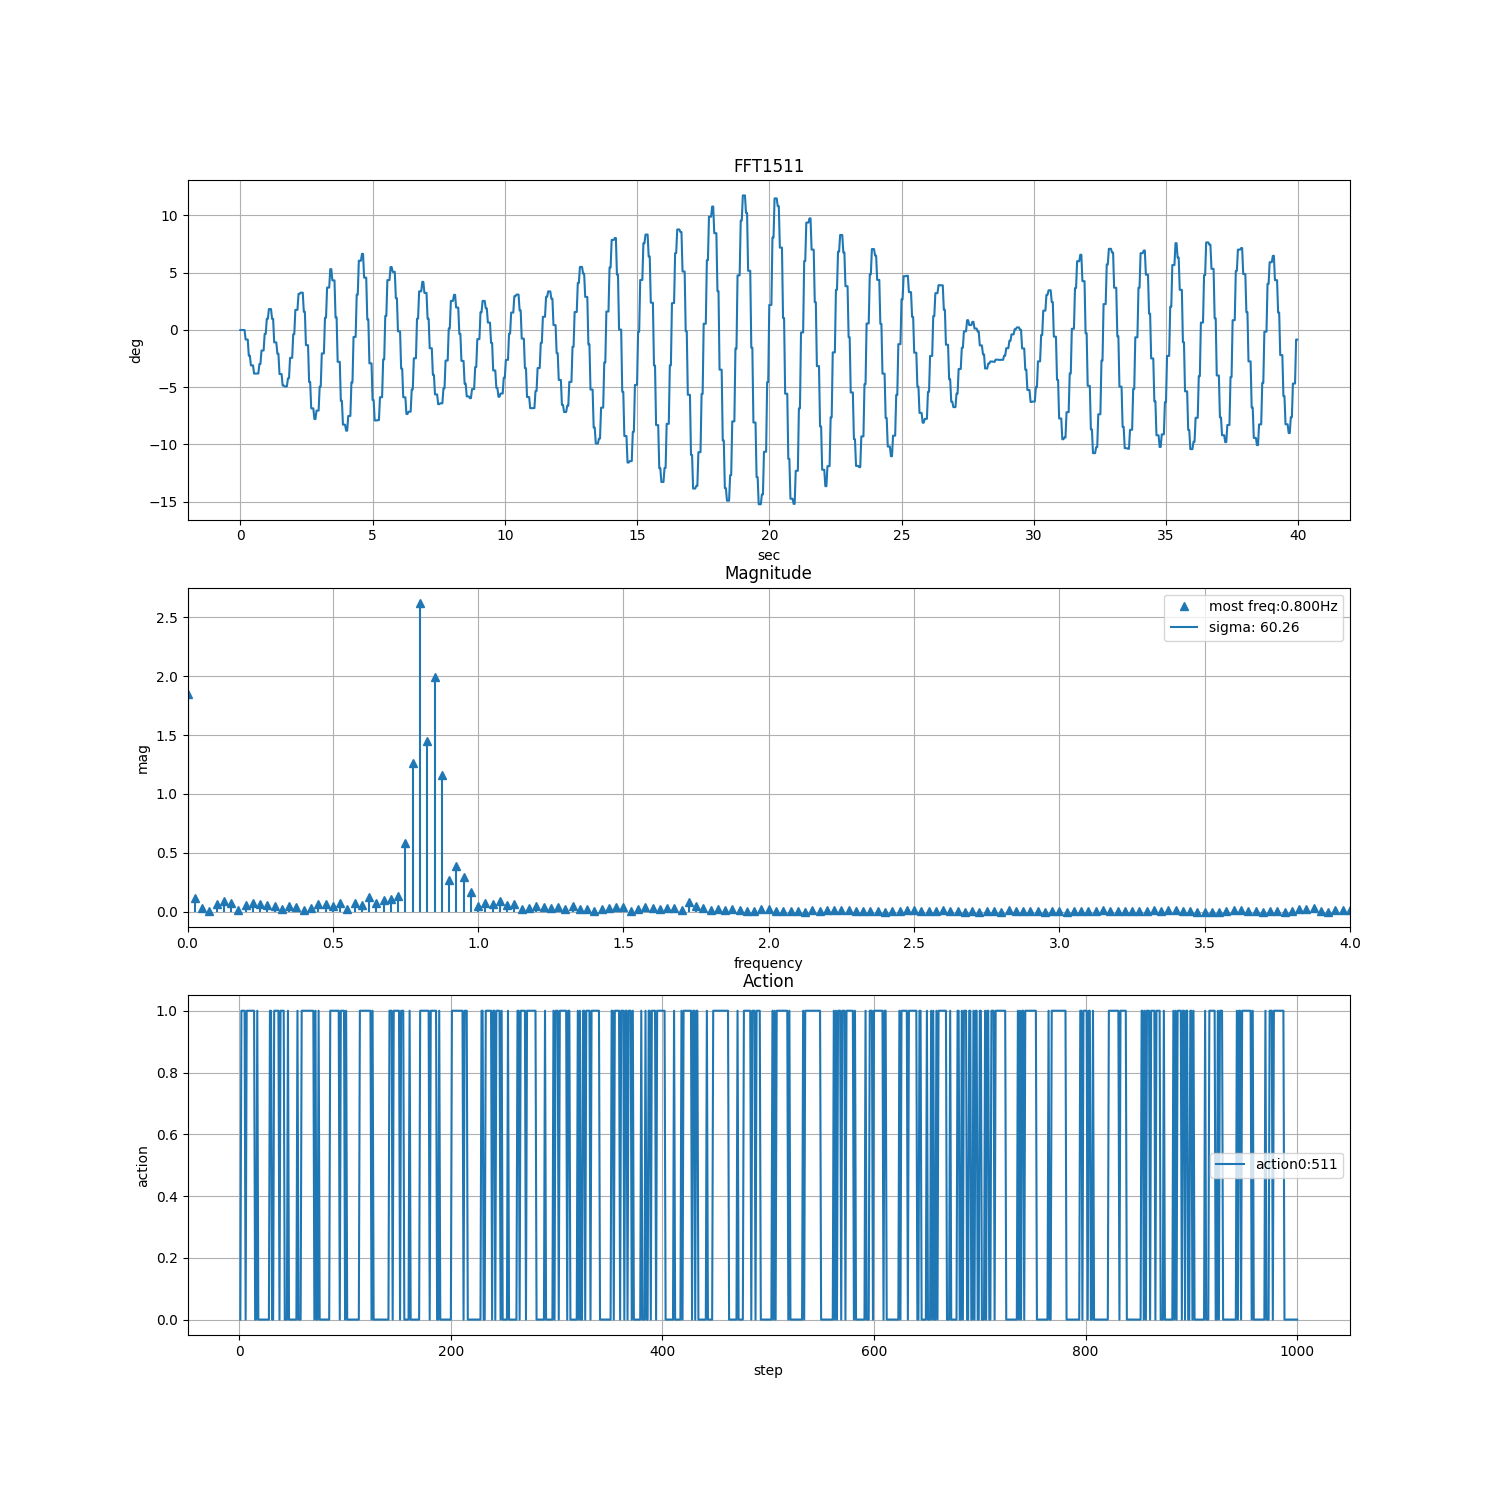 FFT1511
10
5
0
−5
−10
−15
deg
0 5 10 15 20 25 30 35 40
sec
Magnitude
most freq:0.800Hz
sigma: 60.26
2.5
2.0
1.5
1.0
0.5
0.0
mag
0.0 0.5 1.0 1.5 2.0 2.5 3.0 3.5 4.0
frequency
Action
1.0
0.8
0.6
0.4
0.2
0.0
action
action0:511
0 200 400 600 800 1000
step